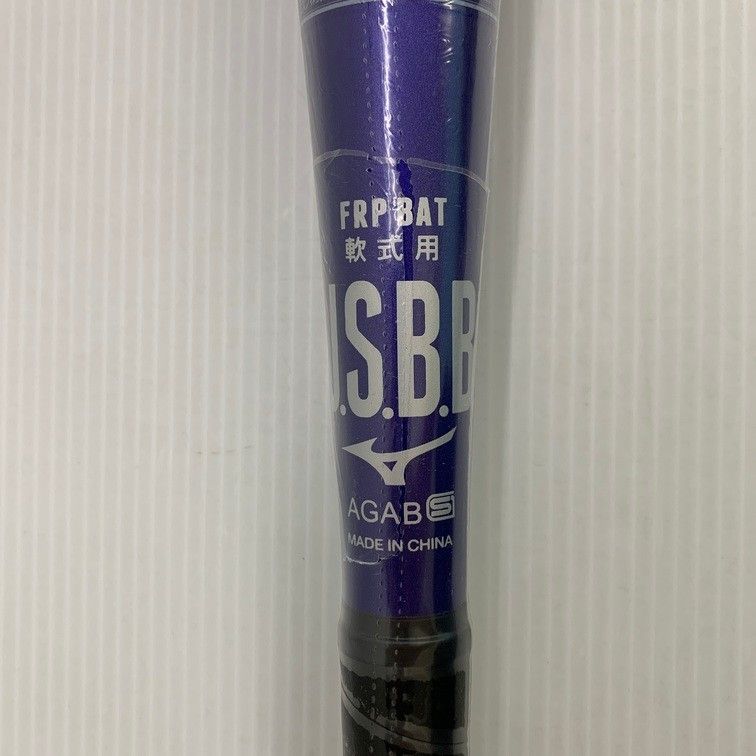 FRP BAT
軟式用
J.S.B.B
AGAB S
MADE IN CHINA